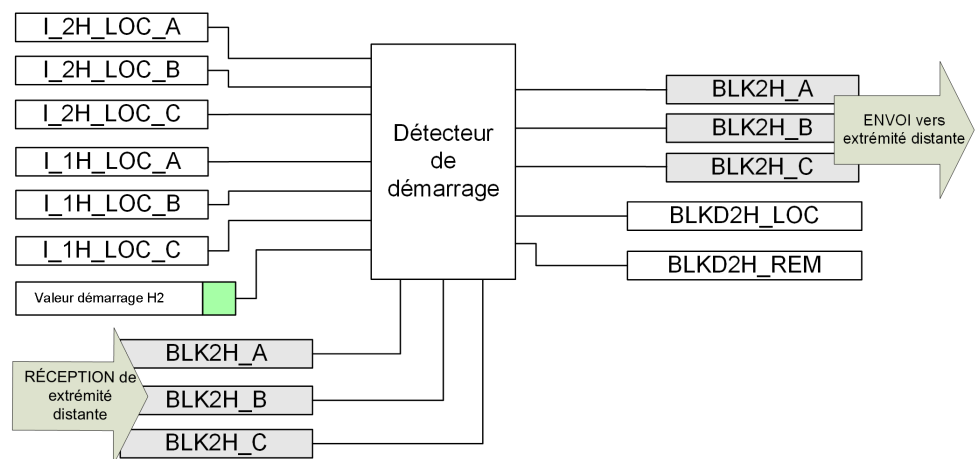 I_2H_LOC_A
I_2H_LOC_B
I_2H_LOC_C
I_1H_LOC_A
I_1H_LOC_B
I_1H_LOC_C
Valeur démarrage H2
Détecteur
de
démarrage
BLK2H_A
BLK2H_B
BLK2H_C
ENVOI vers
extrémité distante
BLKD2H_LOC
BLKD2H_REM
RÉCEPTION de
extrémité
distante
BLK2H_A
BLK2H_B
BLK2H_C